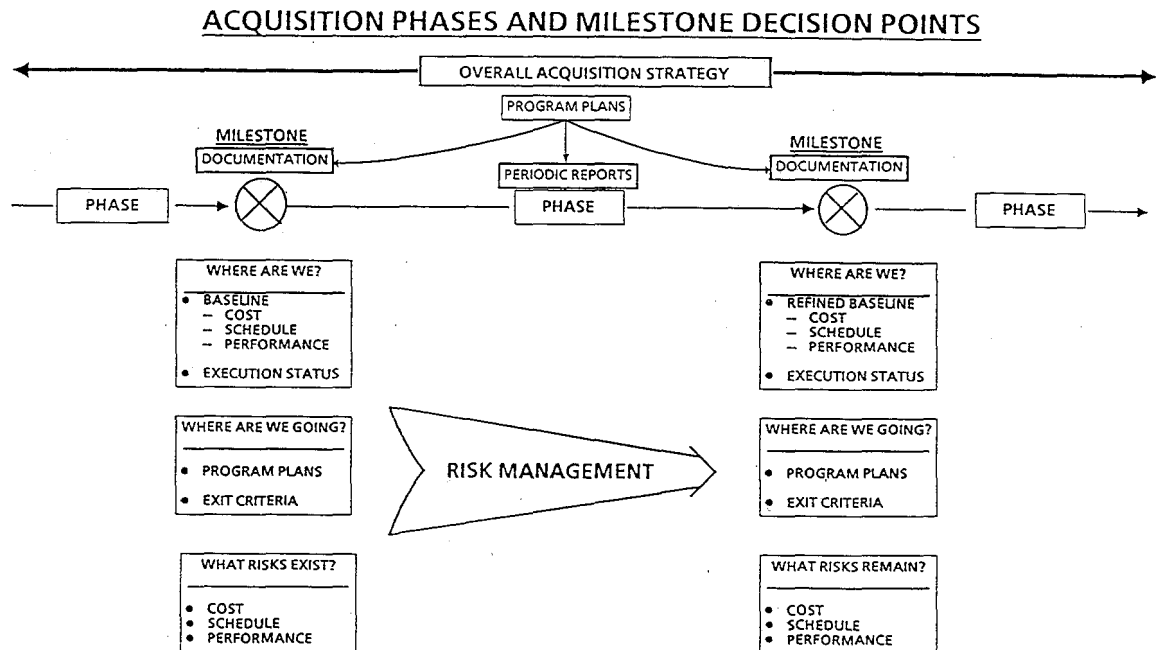 ACQUISITION PHASES AND MILESTONE DECISION POINTS
OVERALL ACQUISITION STRATEGY
PROGRAM PLANS
MILESTONE
DOCUMENTATION
MILESTONE
DOCUMENTATION
PERIODIC REPORTS
PHASE
PHASE
PHASE
WHERE ARE WE?
• BASELINE
– COST
– SCHEDULE
– PERFORMANCE
• EXECUTION STATUS
WHERE ARE WE?
• REFINED BASELINE
– COST
– SCHEDULE
– PERFORMANCE
• EXECUTION STATUS
WHERE ARE WE GOING?
• PROGRAM PLANS
• EXIT CRITERIA
RISK MANAGEMENT
WHERE ARE WE GOING?
• PROGRAM PLANS
• EXIT CRITERIA
WHAT RISKS EXIST?
• COST
• SCHEDULE
• PERFORMANCE
WHAT RISKS REMAIN?
• COST
• SCHEDULE
• PERFORMANCE